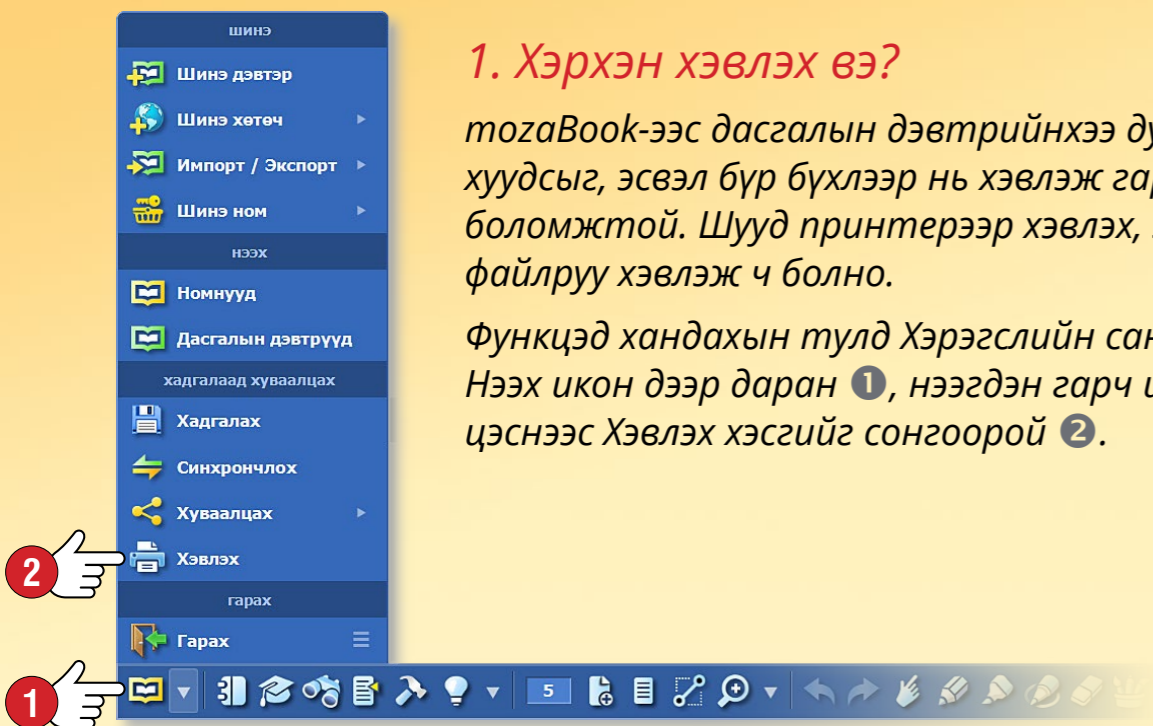 шинэ
Шинэ дэвтэр
Шинэ хөтөч
Импорт / Экспорт
Шинэ ном
нээх
Номнууд
Дасгалын дэвтрүүд
хадгалаад хуваалцах
Хадгалах
Синхрончлох
Хуваалцах
Хэвлэх
гарах
Гарах
2
1
5
1. Хэрхэн хэвлэх вэ?
mozaBook-ээс дасгалын дэвтрийнхээ
хуудсыг, эсвэл бүр бүхлээр нь хэвлэж
боломжтой. Шууд принтерээр хэвлэх,
файлруу хэвлэж ч болно.
Функцэд хандахын тулд Хэрэгслийн
Нээх икон дээр даран ❶, нээгдэн гарч
цэснээс Хэвлэх хэсгийг сонгоорой ❷.